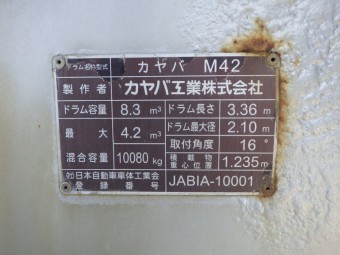 ドラム名称型式 カヤバ M42
製作者 カヤバ工業株式会社
ドラム容量 8.3 m³ ドラム長さ 3.36 m
最大 4.2 m³ ドラム最大径 2.10 m
混合容量 10080 kg 取付角度 16°
積載物重心位置 1.235 m
㈳日本自動車車体工業会
登録番号 JABIA-10001